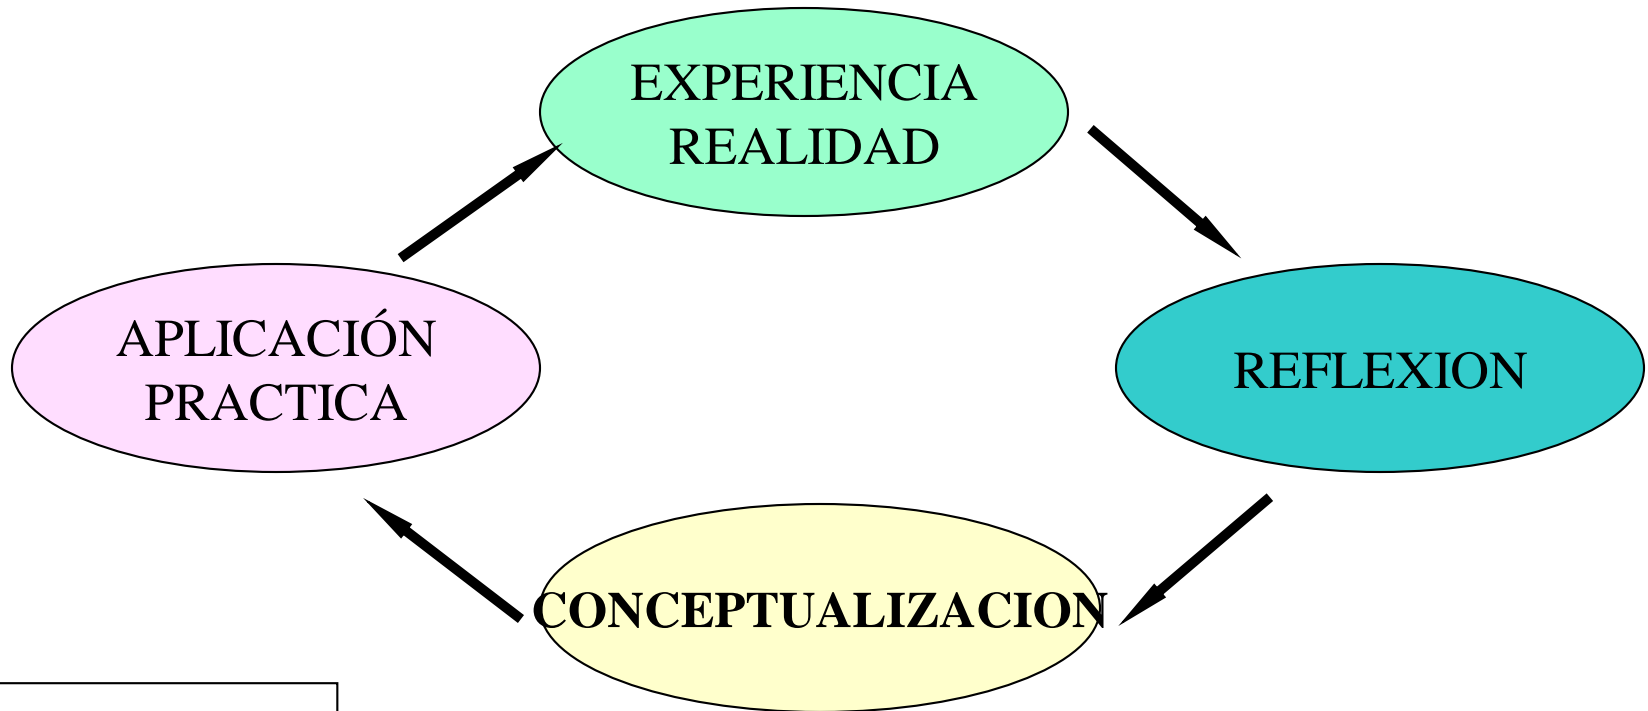 EXPERIENCIA
REALIDAD
APLICACIÓN
PRACTICA
REFLEXION
CONCEPTUALIZACION